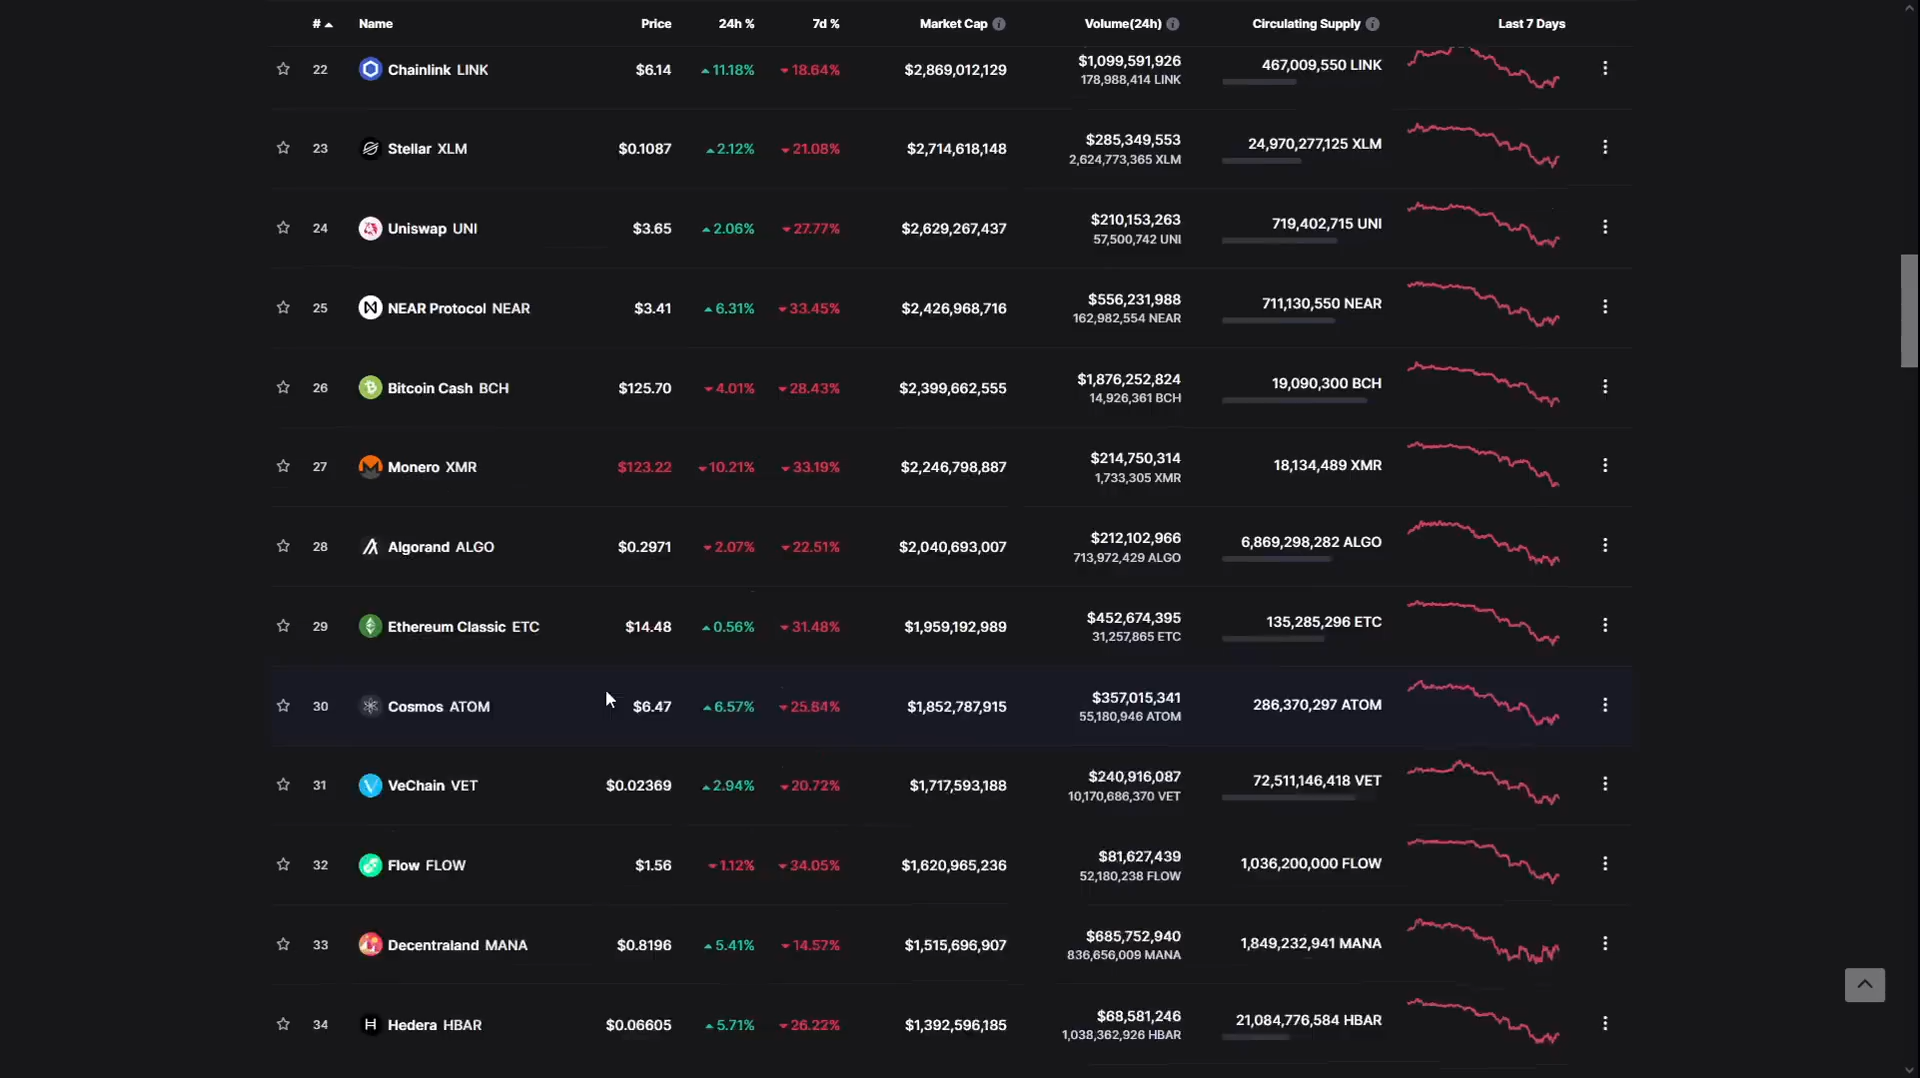 # Name Price 24h % 7d % Market Cap Volume(24h) Circulating Supply Last 7 Days
22 Chainlink LINK $6.14 11.18% 18.64% $2,869,012,129 $1,099,591,926 467,009,550 LINK
178,988,414 LINK
23 Stellar XLM $0.1087 2.12% 21.08% $2,714,618,148 $285,349,553 24,970,277,125 XLM
2,624,773,365 XLM
24 Uniswap UNI $3.65 2.06% 27.77% $2,629,267,437 $210,153,263 719,402,715 UNI
57,500,742 UNI
25 NEAR Protocol NEAR $3.41 6.31% 33.45% $2,426,968,716 $556,231,988 711,130,550 NEAR
162,982,554 NEAR
26 Bitcoin Cash BCH $125.70 4.01% 28.43% $2,399,662,555 $1,876,252,824 19,090,300 BCH
14,926,361 BCH
27 Monero XMR $123.22 10.21% 33.19% $2,246,798,887 $214,750,314 18,134,489 XMR
1,733,305 XMR
28 Algorand ALGO $0.2971 2.07% 22.51% $2,040,693,007 $212,102,966 6,869,298,282 ALGO
713,972,429 ALGO
29 Ethereum Classic ETC $14.48 0.56% 31.48% $1,959,192,989 $452,674,395 135,285,296 ETC
31,257,865 ETC
30 Cosmos ATOM $6.47 6.57% 25.84% $1,852,787,915 $357,015,341 286,370,297 ATOM
55,180,946 ATOM
31 VeChain VET $0.02369 2.94% 20.72% $1,717,593,188 $240,916,087 72,511,146,418 VET
10,170,686,370 VET
32 Flow FLOW $1.56 1.12% 34.05% $1,620,965,236 $81,627,439 1,036,200,000 FLOW
52,180,238 FLOW
33 Decentraland MANA $0.8196 5.41% 14.57% $1,515,696,907 $685,752,940 1,849,232,941 MANA
836,656,009 MANA
34 Hedera HBAR $0.06605 5.71% 26.22% $1,392,596,185 $68,581,246 21,084,776,584 HBAR
1,038,362,926 HBAR